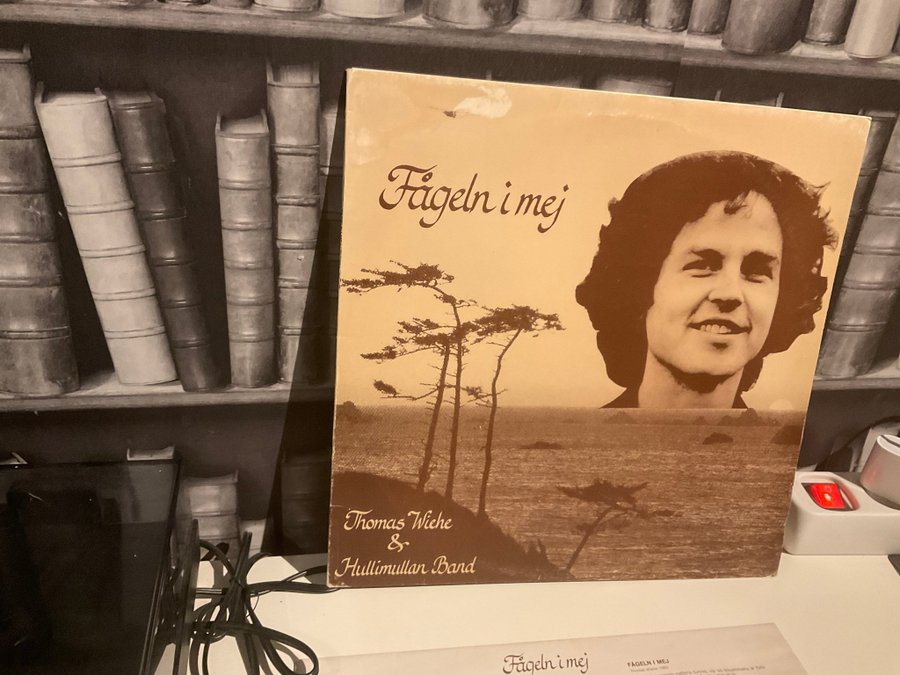 Fågeln i mej
Thomas Wiehe
&
Hullimullan Band
Fågeln i mej
FÅGELN I MEJ